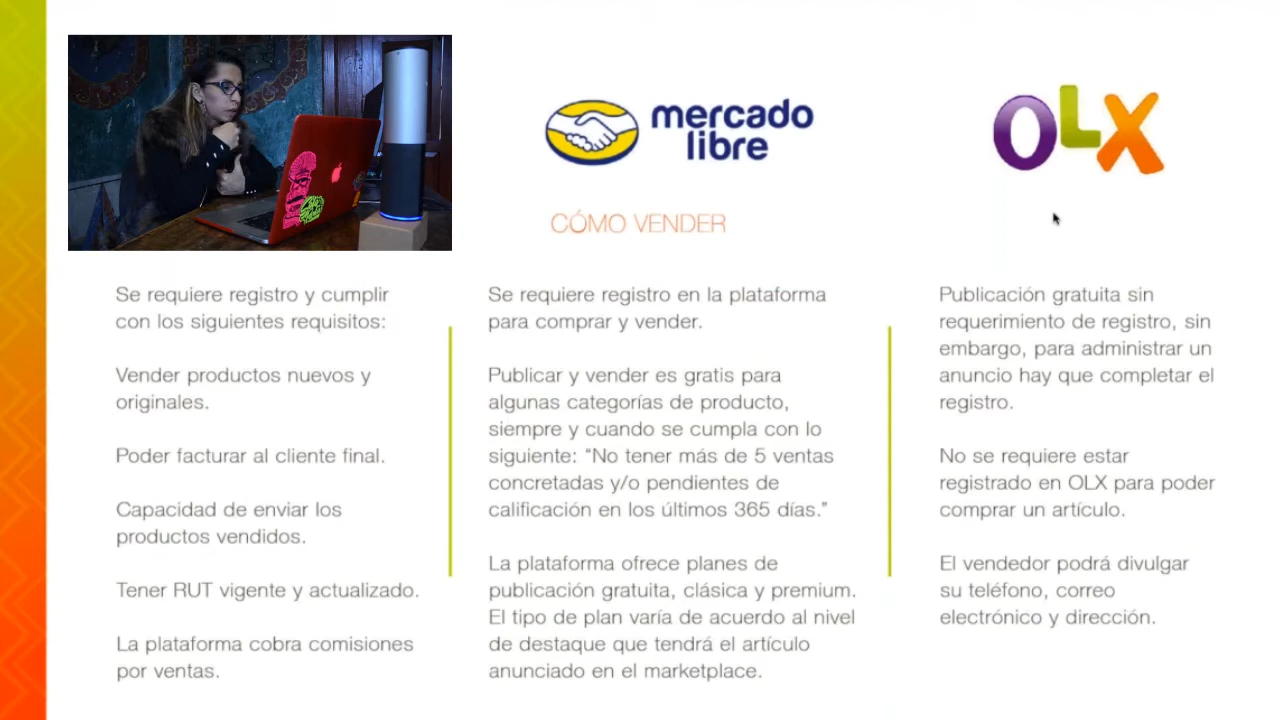 mercado
libre
OLX
CÓMO VENDER
Se requiere registro y cumplir
con los siguientes requisitos:
Vender productos nuevos y
originales.
Poder facturar al cliente final.
Capacidad de enviar los
productos vendidos.
Tener RUT vigente y actualizado.
La plataforma cobra comisiones
por ventas.
Se requiere registro en la plataforma
para comprar y vender.
Publicar y vender es gratis para
algunas categorías de producto,
siempre y cuando se cumpla con lo
siguiente: “No tener más de 5 ventas
concretadas y/o pendientes de
calificación en los últimos 365 días.”
La plataforma ofrece planes de
publicación gratuita, clásica y premium.
El tipo de plan varía de acuerdo al nivel
de destaque que tendrá el artículo
anunciado en el marketplace.
Publicación gratuita sin
requerimiento de registro, sin
embargo, para administrar un
anuncio hay que completar el
registro.
No se requiere estar
registrado en OLX para poder
comprar un artículo.
El vendedor podrá divulgar
su teléfono, correo
electrónico y dirección.